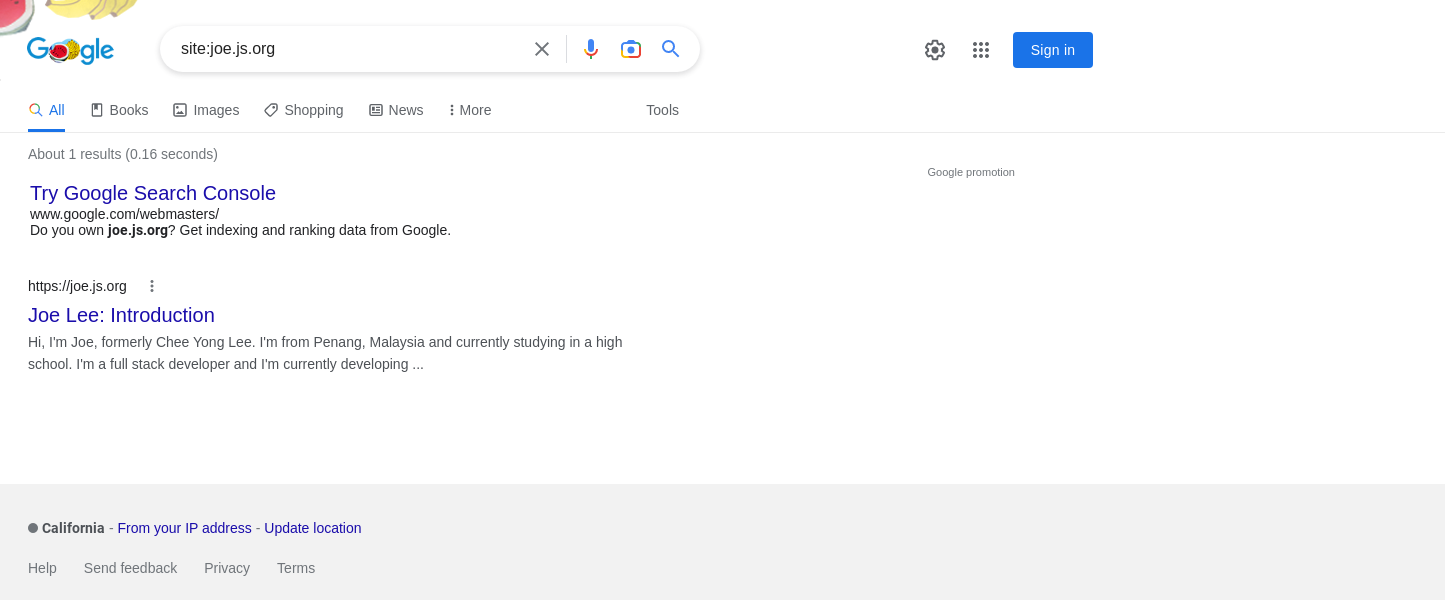 Google
site:joe.js.org
Sign in
All Books Images Shopping News More Tools
About 1 results (0.16 seconds)
Google promotion
Try Google Search Console
www.google.com/webmasters/
Do you own joe.js.org? Get indexing and ranking data from Google.
https://joe.js.org
Joe Lee: Introduction
Hi, I'm Joe, formerly Chee Yong Lee. I'm from Penang, Malaysia and currently studying in a high
school. I'm a full stack developer and I'm currently developing ...
California - From your IP address - Update location
Help Send feedback Privacy Terms